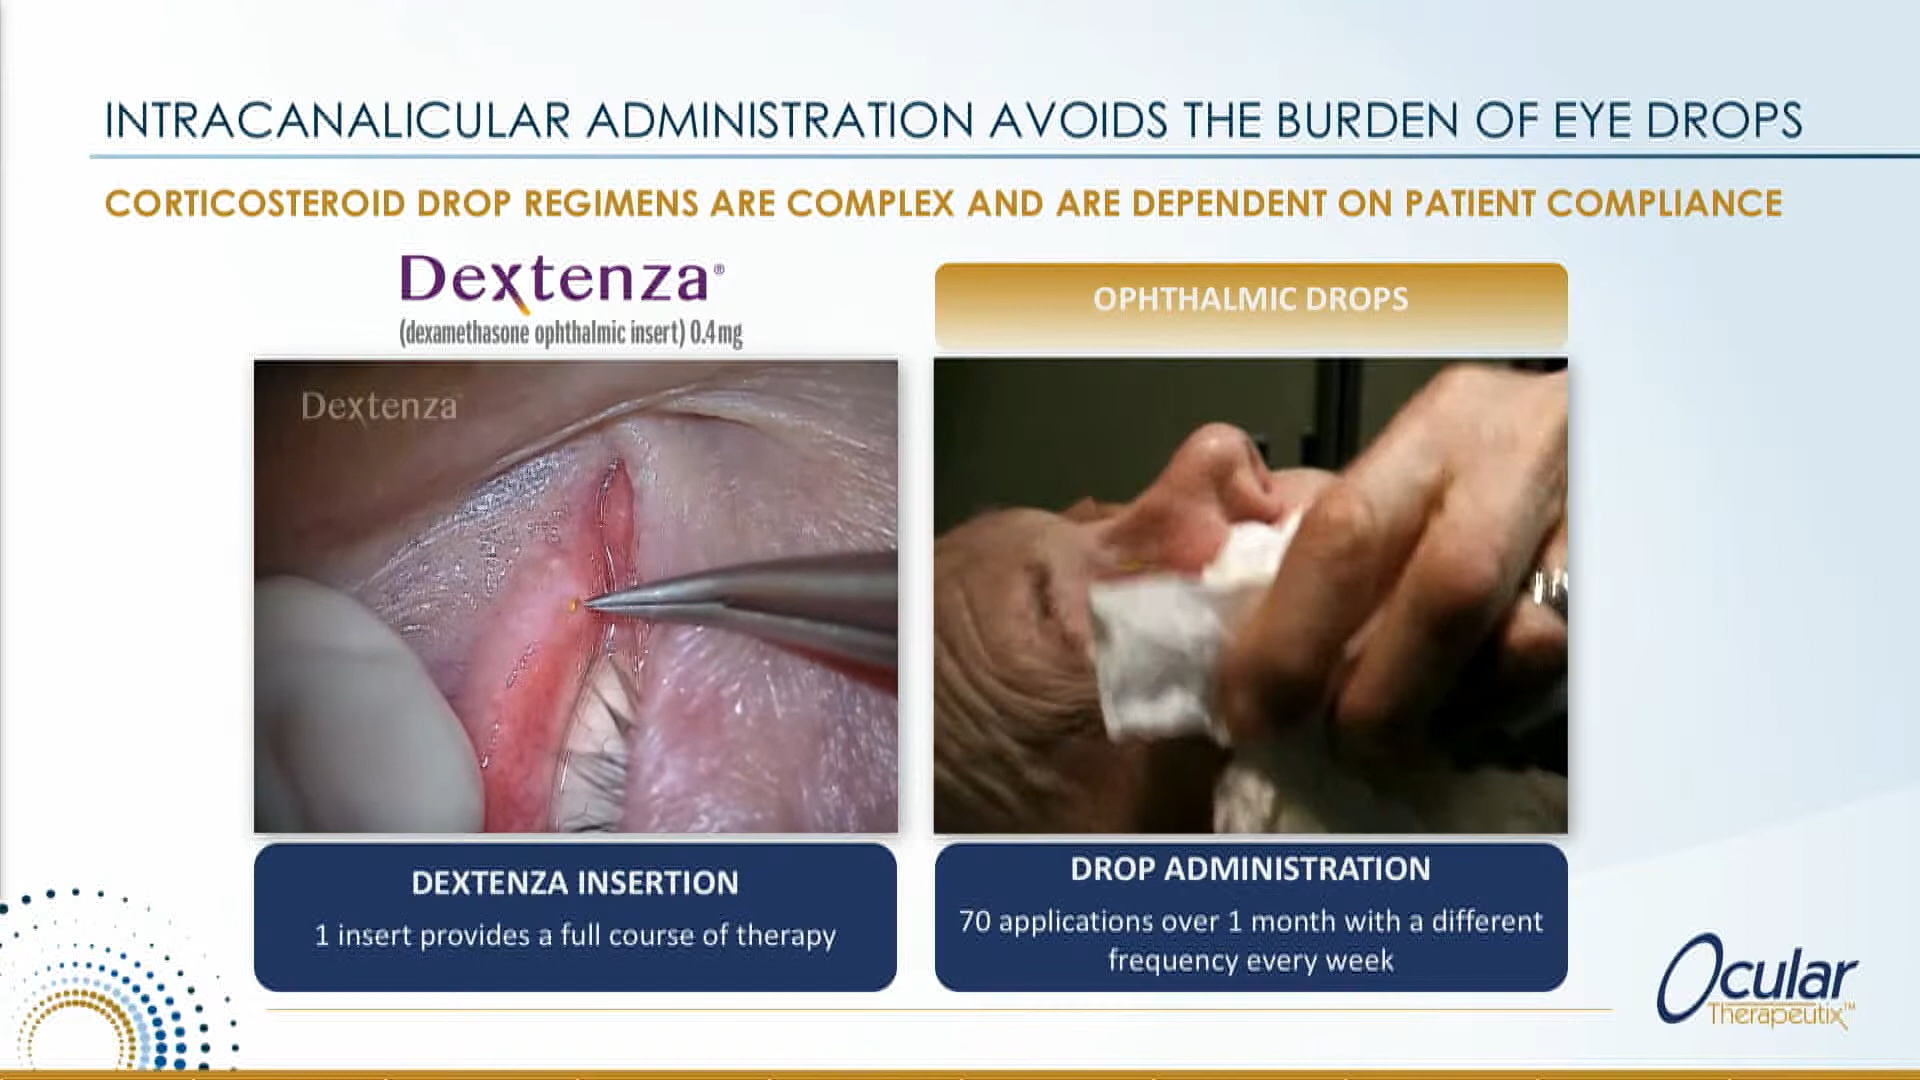 INTRACANALICULAR ADMINISTRATION AVOIDS THE BURDEN OF EYE DROPS
CORTICOSTEROID DROP REGIMENS ARE COMPLEX AND ARE DEPENDENT ON PATIENT COMPLIANCE
Dextenza®
(dexamethasone ophthalmic insert) 0.4mg
OPHTHALMIC DROPS
Dextenza
DEXTENZA INSERTION
1 insert provides a full course of therapy
DROP ADMINISTRATION
70 applications over 1 month with a different
frequency every week
Ocular
Therapeutix™